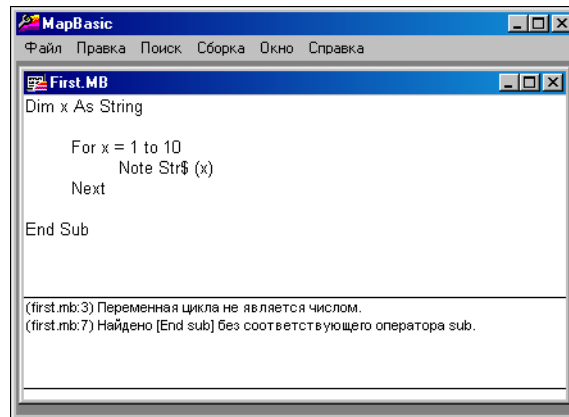 MapBasic
Файл Правка Поиск Сборка Окно Справка
First.MB
Dim x As String
For x = 1 to 10
Note Str$ (x)
Next
End Sub
(first.mb:3) Переменная цикла не является числом.
(first.mb:7) Найдено [End sub] без соответствующего оператора sub.